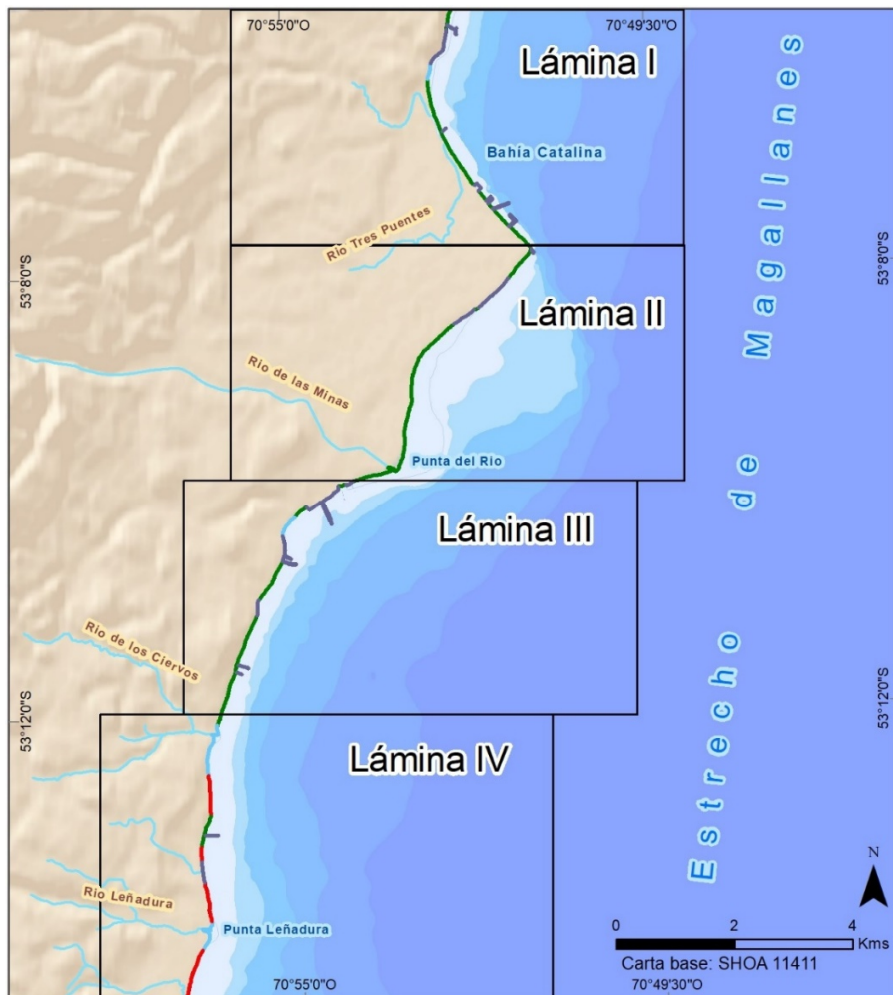 70°55'0"O
70°49'30"O
Lámina I
Bahía Catalina
Río Tres Puentes
53°8'0"S
53°8'0"S
Lámina II
Rio de las Minas
Punta del Rio
Lámina III
Rio de los Ciervos
53°12'0"S
53°12'0"S
Lámina IV
Estrecho de Magallanes
Rio Leñadura
Punta Leñadura
N
0 2 4
Kms
Carta base: SHOA 11411
70°55'0"O
70°49'30"O